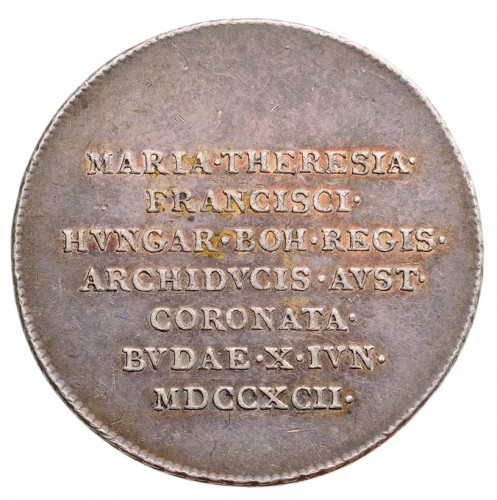 MARIA·THERESIA·
FRANCISCI·
HVNGAR·BOH·REGIS·
ARCHIDVCIS·AVST·
CORONATA·
BVDAE·X·IVN·
MDCCXCII·